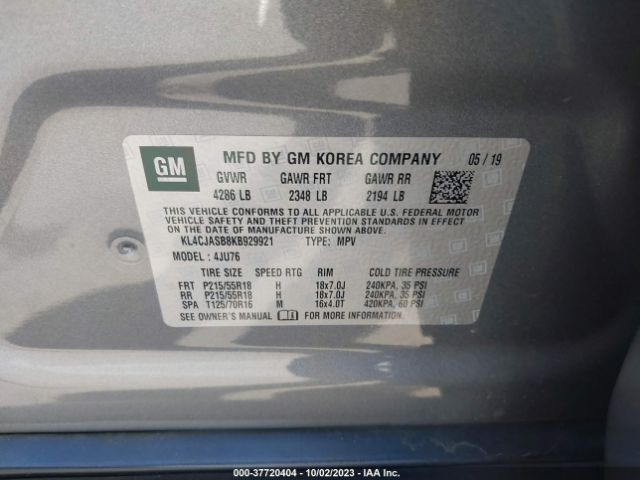 GM
MFD BY GM KOREA COMPANY 05 / 19
GVWR GAWR FRT GAWR RR
4286 LB 2348 LB 2194 LB
THIS VEHICLE CONFORMS TO ALL APPLICABLE U.S. FEDERAL MOTOR
VEHICLE SAFETY AND THEFT PREVENTION STANDARDS IN EFFECT ON
THE DATE OF MANUFACTURE SHOWN ABOVE.
KL4CJASB8KB929921 TYPE: MPV
MODEL : 4JU76
TIRE SIZE SPEED RTG RIM COLD TIRE PRESSURE
FRT P215/55R18 H 18x7.0J 240KPA, 35 PSI
RR P215/55R18 H 18x7.0J 240KPA, 35 PSI
SPA T125/70R16 M 16x4.0T 420KPA, 60 PSI
SEE OWNER'S MANUAL FOR MORE INFORMATION
000-37720404 - 10/02/2023 - IAA Inc.